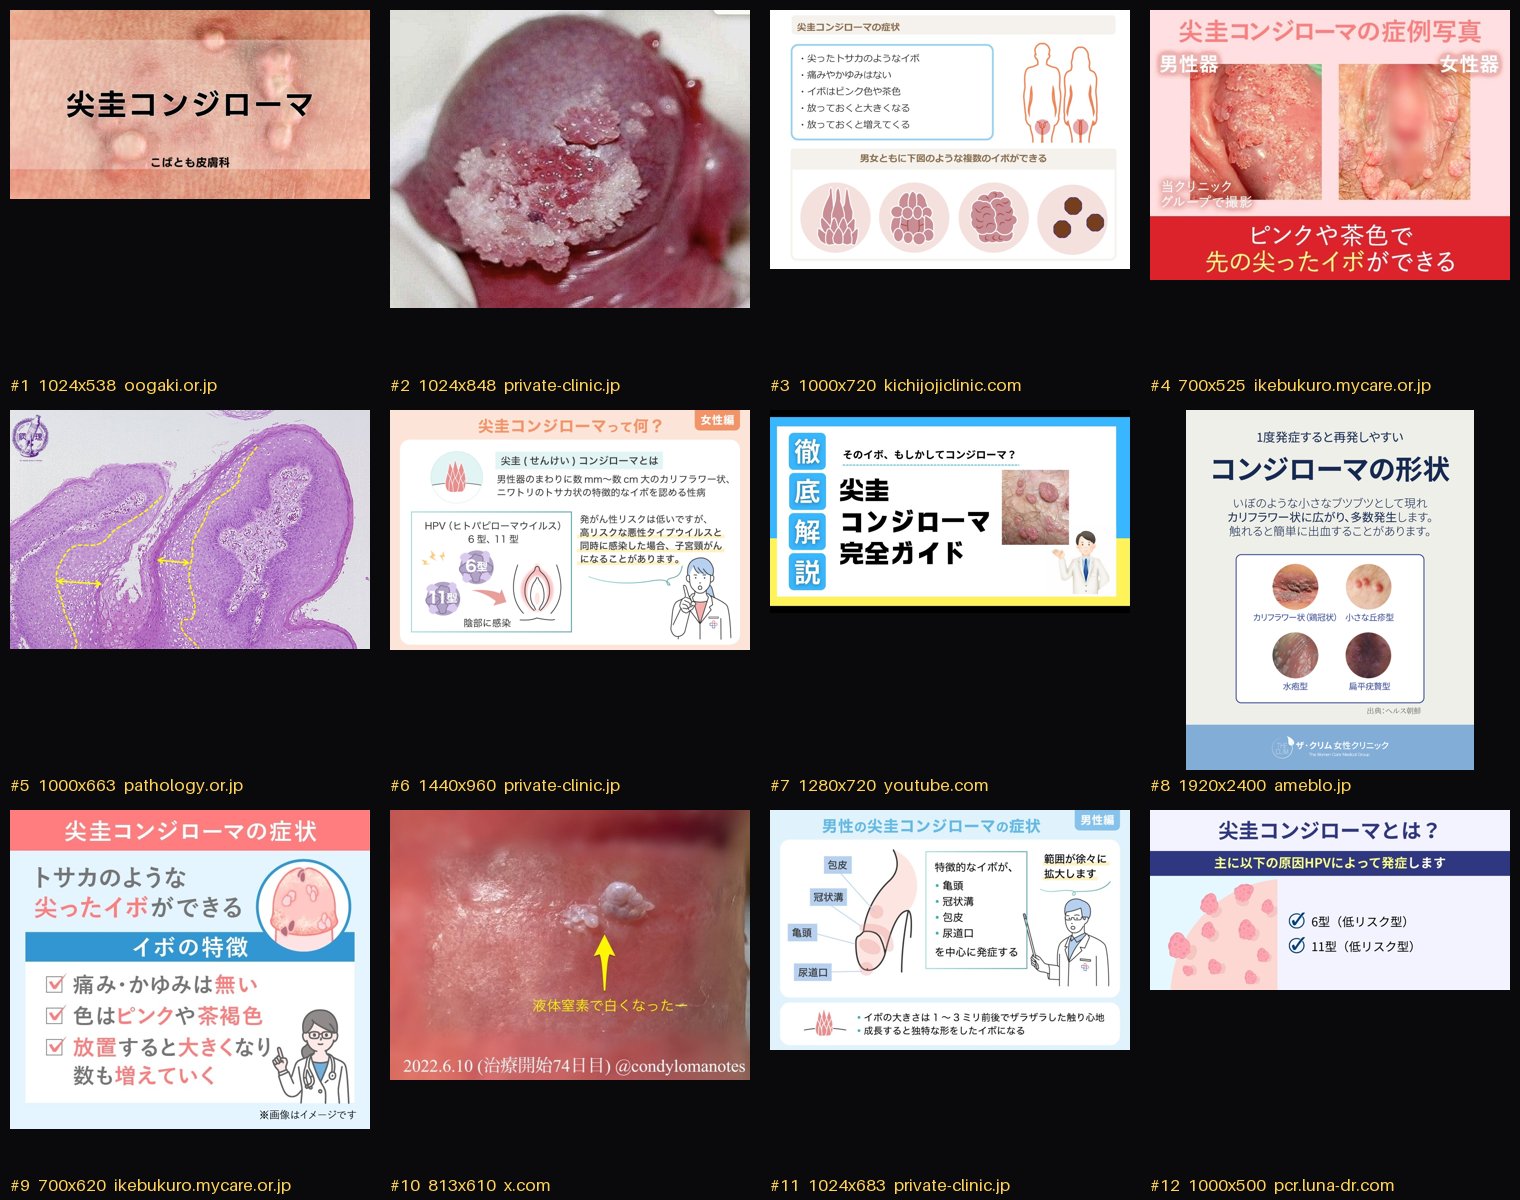 尖圭コンジローマ
こばとも皮膚科
#1 1024x538 oogaki.or.jp
#2 1024x848 private-clinic.jp
尖圭コンジローマの症状
・尖ったトサカのようなイボ
・痛みやかゆみはない
・イボはピンク色や茶色
・放っておくと大きくなる
・放っておくと増えてくる
男女ともに下図のような複数のイボができる
#3 1000x720 kichijojiclinic.com
尖圭コンジローマの症例写真
男性器
女性器
当クリニック
グループで撮影
ピンクや茶色で
先の尖ったイボができる
#4 700x525 ikebukuro.mycare.or.jp
#5 1000x663 pathology.or.jp
尖圭コンジローマって何？
女性編
尖圭 ( せんけい ) コンジローマとは
男性器のまわりに数 mm～数 cm 大のカリフラワー状、
ニワトリのトサカ状の特徴的なイボを認める性病
HPV（ヒトパピローマウイルス）
6 型、11 型
6型
11型
陰部に感染
発がん性リスクは低いですが、
高リスクな悪性タイプウイルスと
同時に感染した場合、子宮頸がん
になることがあります。
#6 1440x960 private-clinic.jp
徹底解説
そのイボ、もしかしてコンジローマ？
尖圭
コンジローマ
完全ガイド
#7 1280x720 youtube.com
1度発症すると再発しやすい
コンジローマの形状
いぼのような小さなブツブツとして現れ
カリフラワー状に広がり、多数発生します。
触れると簡単に出血することがあります。
カリフラワー状（鶏冠状）
小さな丘疹型
水疱型
扁平疣贅型
出典：ヘルス朝鮮
ザ・クリム 女性クリニック
#8 1920x2400 ameblo.jp
尖圭コンジローマの症状
トサカのような
尖ったイボができる
イボの特徴
痛み・かゆみは無い
色はピンクや茶褐色
放置すると大きくなり
数も増えていく
※画像はイメージです
#9 700x620 ikebukuro.mycare.or.jp
液体窒素で白くなったー
2022.6.10 (治療開始74日目) @condylomanotes
#10 813x610 x.com
男性の尖圭コンジローマの症状
男性編
包皮
冠状溝
亀頭
尿道口
特徴的なイボが、
・亀頭
・冠状溝
・包皮
・尿道口
を中心に発症する
範囲が徐々に
拡大します
・イボの大きさは 1 ～ 3 ミリ前後でザラザラした触り心地
・成長すると独特な形をしたイボになる
#11 1024x683 private-clinic.jp
尖圭コンジローマとは？
主に以下の原因HPVによって発症します
6型（低リスク型）
11型（低リスク型）
#12 1000x500 pcr.luna-dr.com